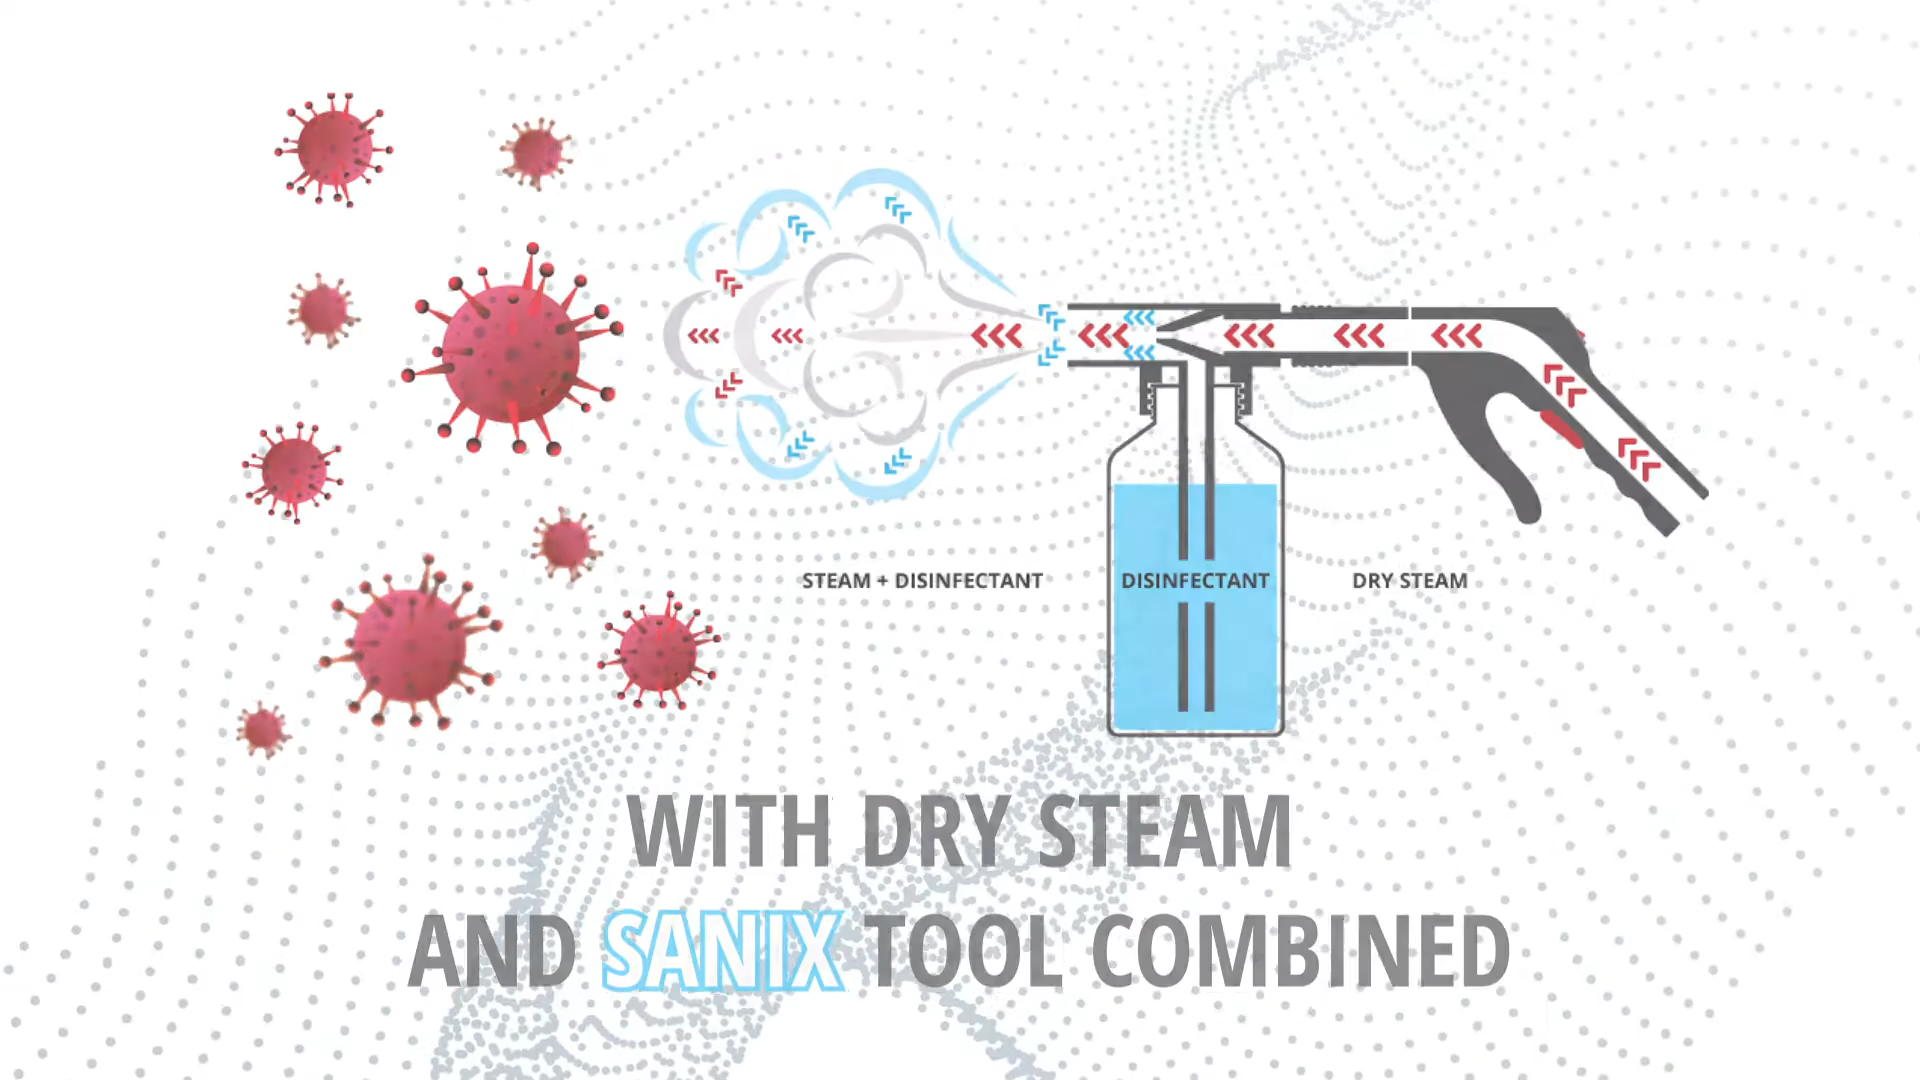 STEAM + DISINFECTANT
DISINFECTANT
DRY STEAM
WITH DRY STEAM
AND SANIX TOOL COMBINED